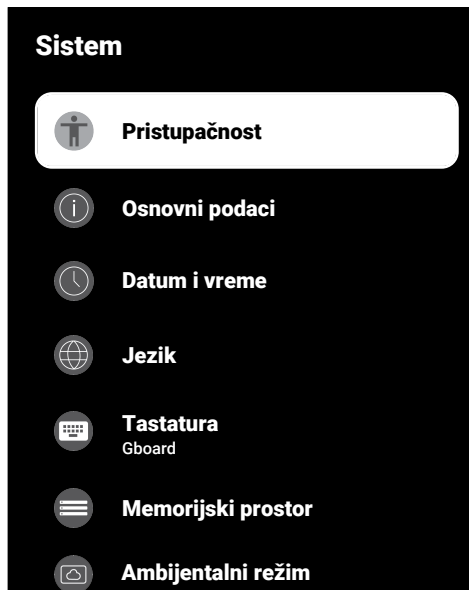 Sistem
Pristupačnost
Osnovni podaci
Datum i vreme
Jezik
Tastatura
Gboard
Memorijski prostor
Ambijentalni režim